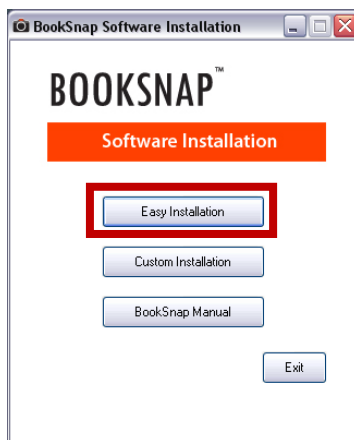 BookSnap Software Installation
BOOKSNAP™
Software Installation
Easy Installation
Custom Installation
BookSnap Manual
Exit